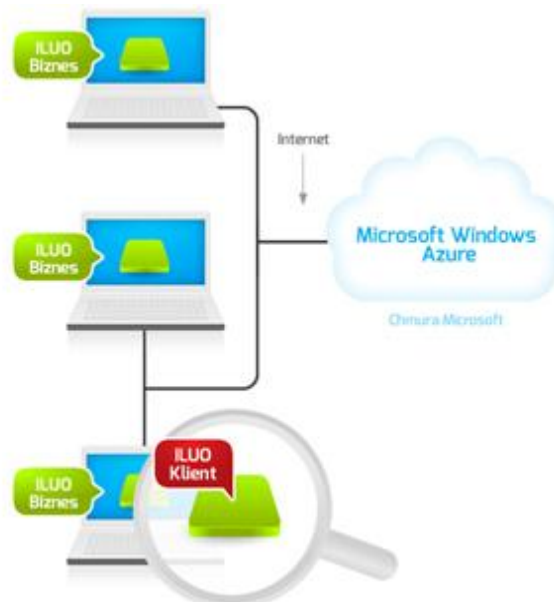 ILUO
Biznes
Internet
Microsoft Windows
Azure
Chmura Microsoft
ILUO
Biznes
ILUO
Klient
ILUO
Biznes